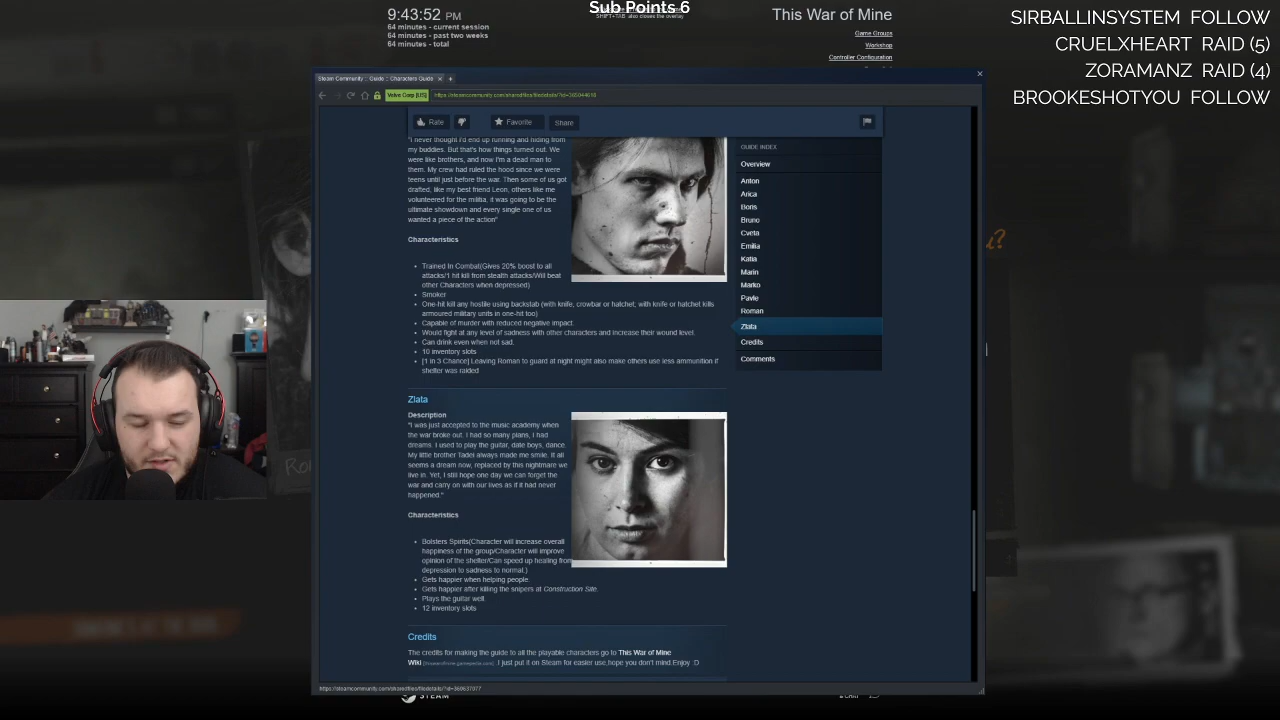 9:43:52 PM
64 minutes - current session
64 minutes - past two weeks
64 minutes - total
Sub Points 6
SHIFT+TAB also closes the overlay
This War of Mine
Game Groups
Workshop
Controller Configuration
SIRBALLINSYSTEM FOLLOW
CRUELXHEART RAID (5)
ZORAMANZ RAID (4)
BROOKESHOTYOU FOLLOW
Steam Community :: Guide :: Characters Guide
Valve Corp [US]
Rate
Favorite
Share
"I never thought I'd end up running and hiding from
my buddies. But that's how things turned out. We
were like brothers, and now I'm a dead man to
them. My crew had ruled the hood since we were
teens until just before the war. Then some of us got
drafted, like my best friend Leon, others like me
volunteered for the militia, it was going to be the
ultimate showdown and every single one of us
wanted a piece of the action"
Characteristics
Trained In Combat(Gives 20% boost to all
attacks/1 hit kill from stealth attacks/Will beat
other Characters when depressed)
Smoker
One-hit kill any hostile using backstab (with knife, crowbar or hatchet; with knife or hatchet kills
armoured military units in one-hit too)
Capable of murder with reduced negative impact.
Would fight at any level of sadness with other characters and increase their wound level.
Can drink even when not sad.
10 inventory slots
[1 in 3 Chance] Leaving Roman to guard at night might also make others use less ammunition if
shelter was raided
Zlata
Description
"I was just accepted to the music academy when
the war broke out. I had so many plans, I had
dreams. I used to play the guitar, date boys, dance.
My little brother Tadei always made me smile. It all
seems a dream now, replaced by this nightmare we
live in. Yet, I still hope one day we can forget the
war and carry on with our lives as if it had never
happened."
Characteristics
Bolsters Spirits(Character will increase overall
happiness of the group/Character will improve
opinion of the shelter/Can speed up healing from
depression to sadness to normal.)
Gets happier when helping people.
Gets happier after killing the snipers at Construction Site.
Plays the guitar well.
12 inventory slots
Credits
The credits for making the guide to all the playable characters go to This War of Mine
Wiki [thiswarofmine.gamepedia.com] .I just put it on Steam for easier use,hope you don't mind.Enjoy :D
GUIDE INDEX
Overview
Anton
Arica
Boris
Bruno
Cveta
Emilia
Katia
Marin
Marko
Pavle
Roman
Zlata
Credits
Comments
STEAM